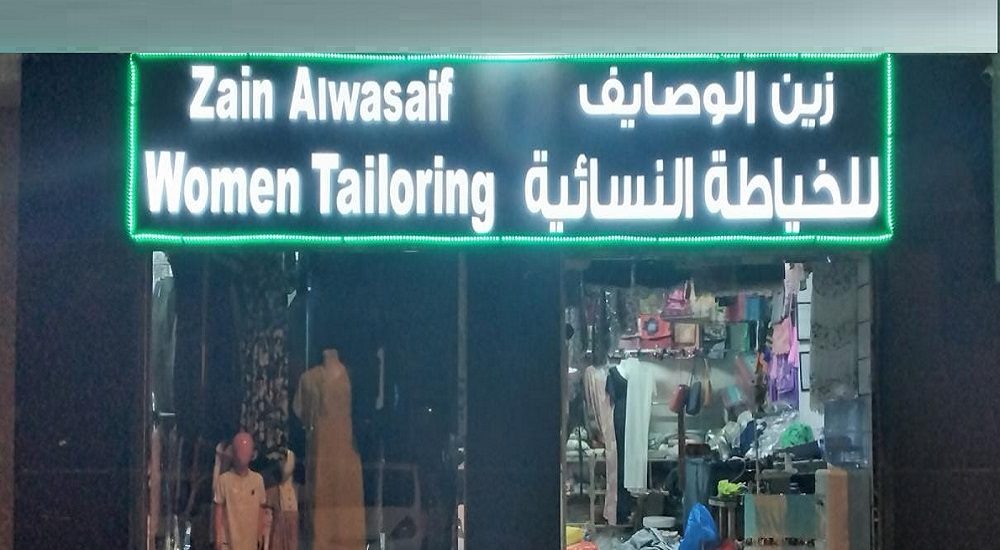 Zain Alwasaif
Women Tailoring
زين الوصايف
للخياطة النسائية